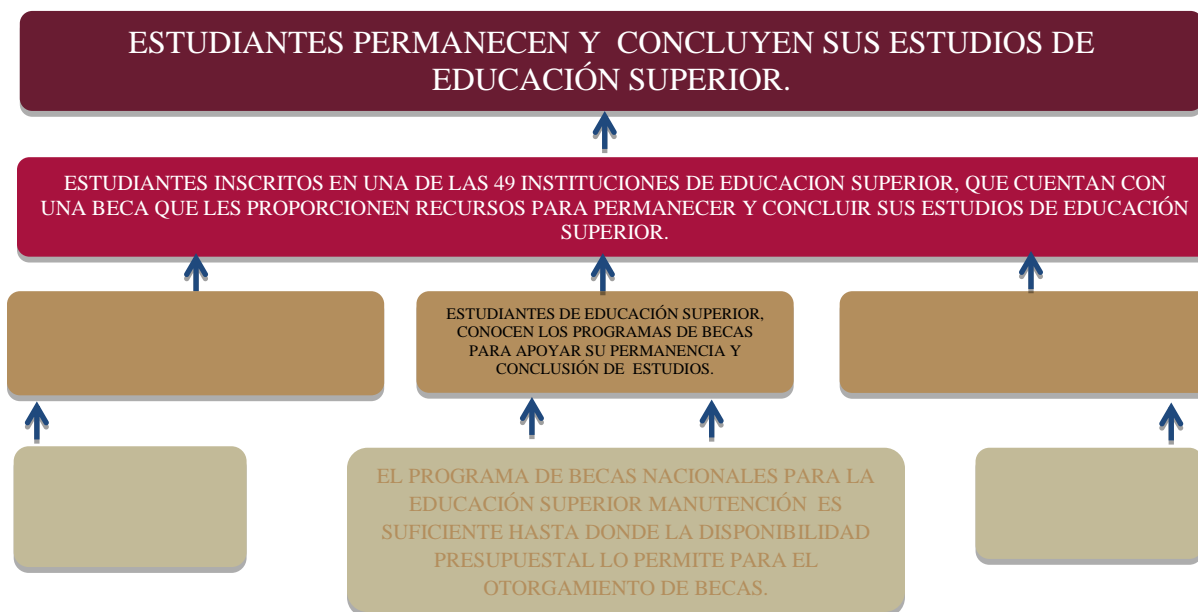 ESTUDIANTES PERMANECEN Y CONCLUYEN SUS ESTUDIOS DE
EDUCACIÓN SUPERIOR.
ESTUDIANTES INSCRITOS EN UNA DE LAS 49 INSTITUCIONES DE EDUCACION SUPERIOR, QUE CUENTAN CON
UNA BECA QUE LES PROPORCIONEN RECURSOS PARA PERMANECER Y CONCLUIR SUS ESTUDIOS DE EDUCACIÓN
SUPERIOR.
ESTUDIANTES DE EDUCACIÓN SUPERIOR,
CONOCEN LOS PROGRAMAS DE BECAS
PARA APOYAR SU PERMANENCIA Y
CONCLUSIÓN DE ESTUDIOS.
EL PROGRAMA DE BECAS NACIONALES PARA LA
EDUCACIÓN SUPERIOR MANUTENCIÓN ES
SUFICIENTE HASTA DONDE LA DISPONIBILIDAD
PRESUPUESTAL LO PERMITE PARA EL
OTORGAMIENTO DE BECAS.